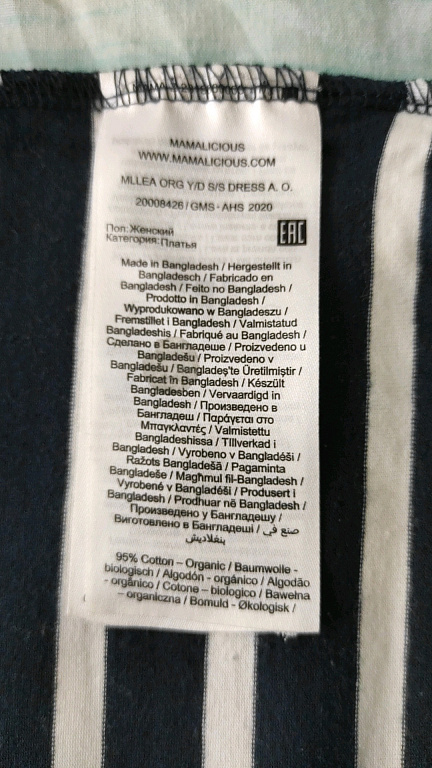 MAMALICIOUS
WWW.MAMALICIOUS.COM
MLLEA ORG Y/D S/S DRESS A. O.
20008426 / GMS - AHS 2020
Пол: Женский
Категория: Платья
EAC
Made in Bangladesh / Hergestellt in
Bangladesch / Fabricado en
Bangladesh / Feito no Bangladesh /
Prodotto in Bangladesh /
Wyprodukowano w Bangladeszu /
Fremstillet i Bangladesh / Valmistatud
Bangladeshis / Fabriqué au Bangladesh /
Сделано в Бангладеше / Proizvedeno u
Bangladešu / Proizvedeno v
Bangladešu / Bangladeş'te Üretilmiştir /
Fabricat în Bangladesh / Készült
Bangladesben / Vervaardigd in
Bangladesh / Произведено в
Бангладеш / Παράγεται στο
Μπαγκλαντές / Valmistettu
Bangladeshissa / Tillverkad i
Bangladesh / Vyrobeno v Bangladéši /
Ražots Bangladešā / Pagaminta
Bangladeše / Magħmul fil-Bangladesh /
Vyrobené v Bangladéši / Produsert i
Bangladesh / Prodhuar në Bangladesh /
Произведено у Бангладешу /
Виготовлено в Бангладеші / صنع في
بنغلاديش
95% Cotton – Organic / Baumwolle -
biologisch / Algodón - orgánico / Algodão
- orgânico / Cotone – biologico / Bawełna
– organiczna / Bomuld - Økologisk /